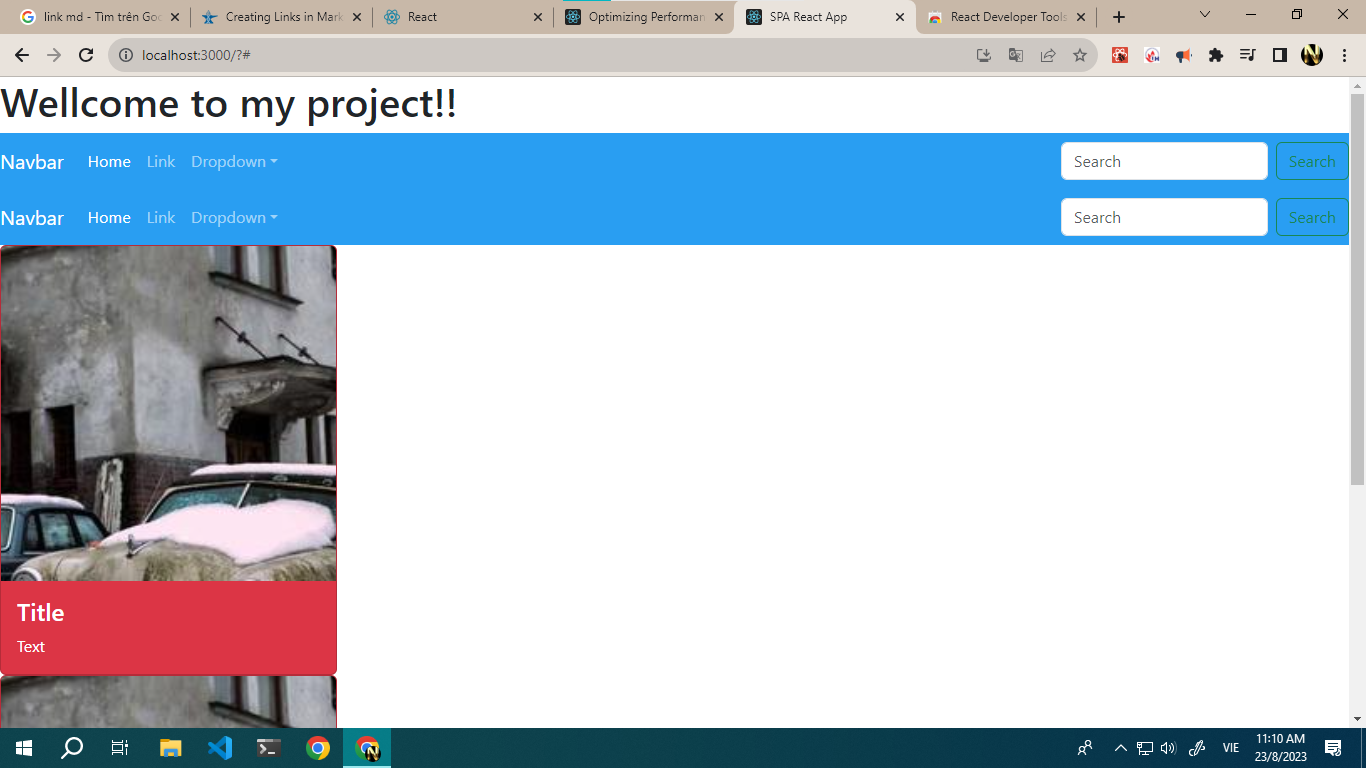 link md - Tìm trên Goo
Creating Links in Mark
React
Optimizing Performan
SPA React App
React Developer Tools
localhost:3000/?#
Wellcome to my project!!
Navbar Home Link Dropdown Search Search
Navbar Home Link Dropdown Search Search
Title
Text
VIE
11:10 AM
23/8/2023